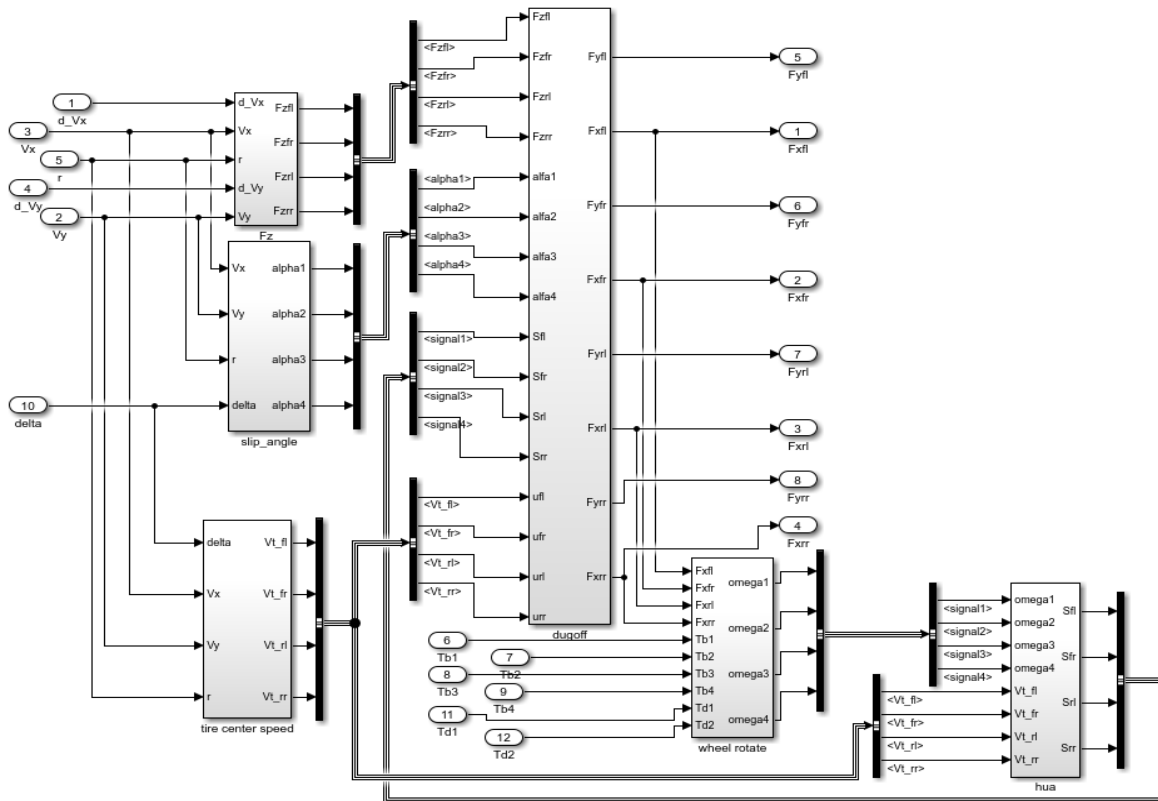 1
d_Vx
3
Vx
5
r
4
d_Vy
2
Vy
10
delta
d_Vx
Vx
r
d_Vy
Vy
Fzfl
Fzfr
Fzrl
Fzrr
Fz
Vx
Vy
r
delta
alpha1
alpha2
alpha3
alpha4
slip_angle
delta
Vx
Vy
r
Vt_fl
Vt_fr
Vt_rl
Vt_rr
tire center speed
<Fzfl>
<Fzfr>
<Fzrl>
<Fzrr>
<alpha1>
<alpha2>
<alpha3>
<alpha4>
<signal1>
<signal2>
<signal3>
<signal4>
<Vt_fl>
<Vt_fr>
<Vt_rl>
<Vt_rr>
Fzfl
Fzfr
Fzrl
Fzrr
alfa1
alfa2
alfa3
alfa4
Sfl
Sfr
Srl
Srr
ufl
ufr
url
urr
Fyfl
Fxfl
Fyfr
Fxfr
Fyrl
Fxrl
Fyrr
Fxrr
dugoff
5
Fyfl
1
Fxfl
6
Fyfr
2
Fxfr
7
Fyrl
3
Fxrl
8
Fyrr
4
Fxrr
6
Tb1
7
Tb2
8
Tb3
9
Tb4
11
Td1
12
Td2
Fxfl
Fxfr
Fxrl
Fxrr
Tb1
Tb2
Tb3
Tb4
Td1
Td2
omega1
omega2
omega3
omega4
wheel rotate
<signal1>
<signal2>
<signal3>
<signal4>
<Vt_fl>
<Vt_fr>
<Vt_rl>
<Vt_rr>
omega1
omega2
omega3
omega4
Vt_fl
Vt_fr
Vt_rl
Vt_rr
Sfl
Sfr
Srl
Srr
hua